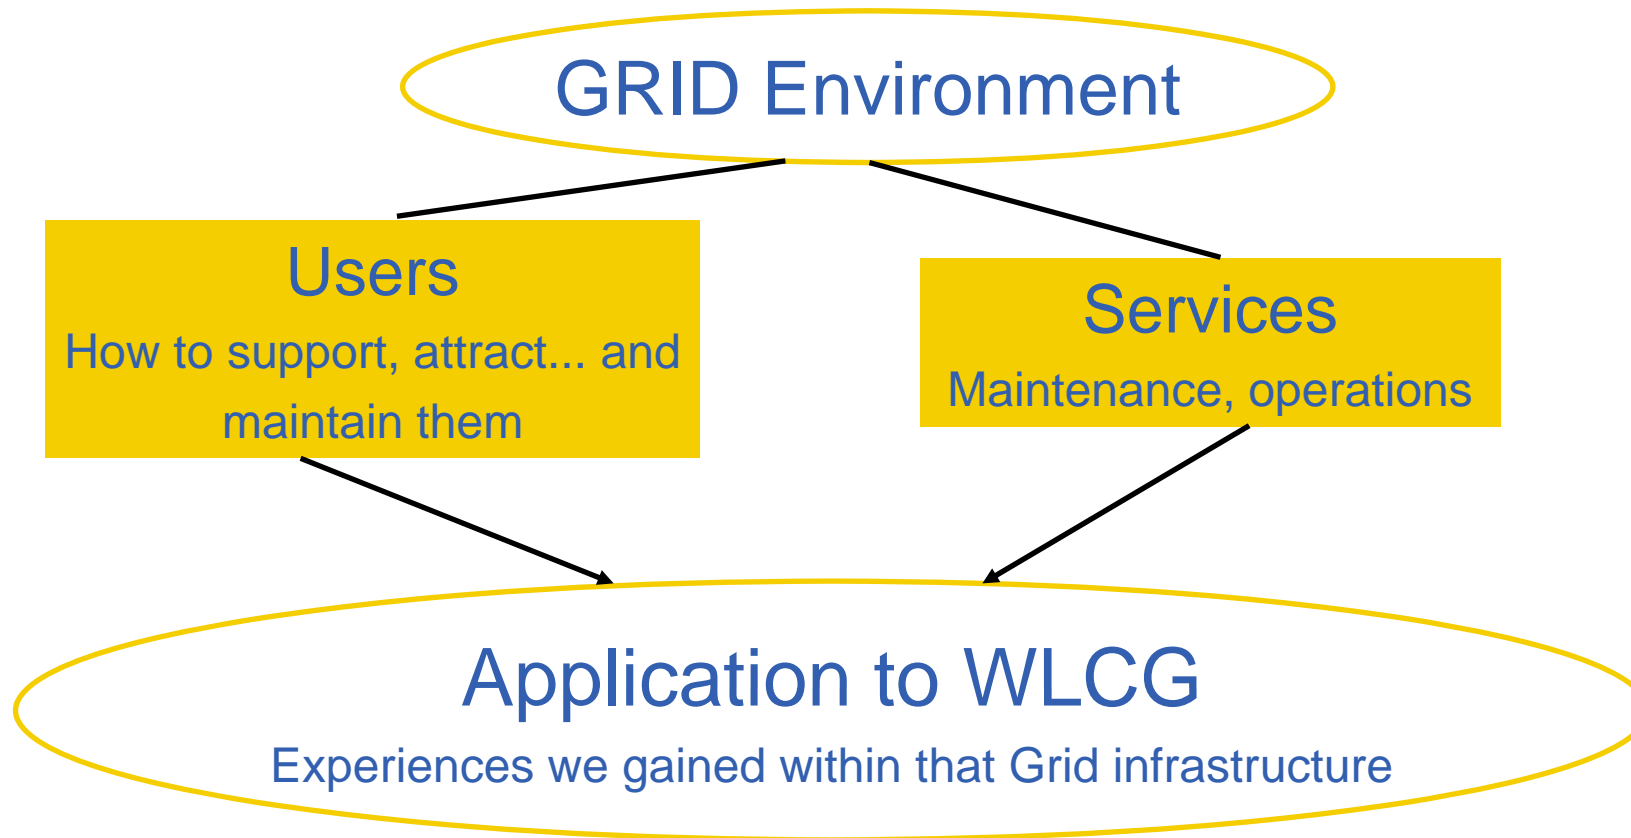 GRID Environment
Users
How to support, attract... and
maintain them
Services
Maintenance, operations
Application to WLCG
Experiences we gained within that Grid infrastructure